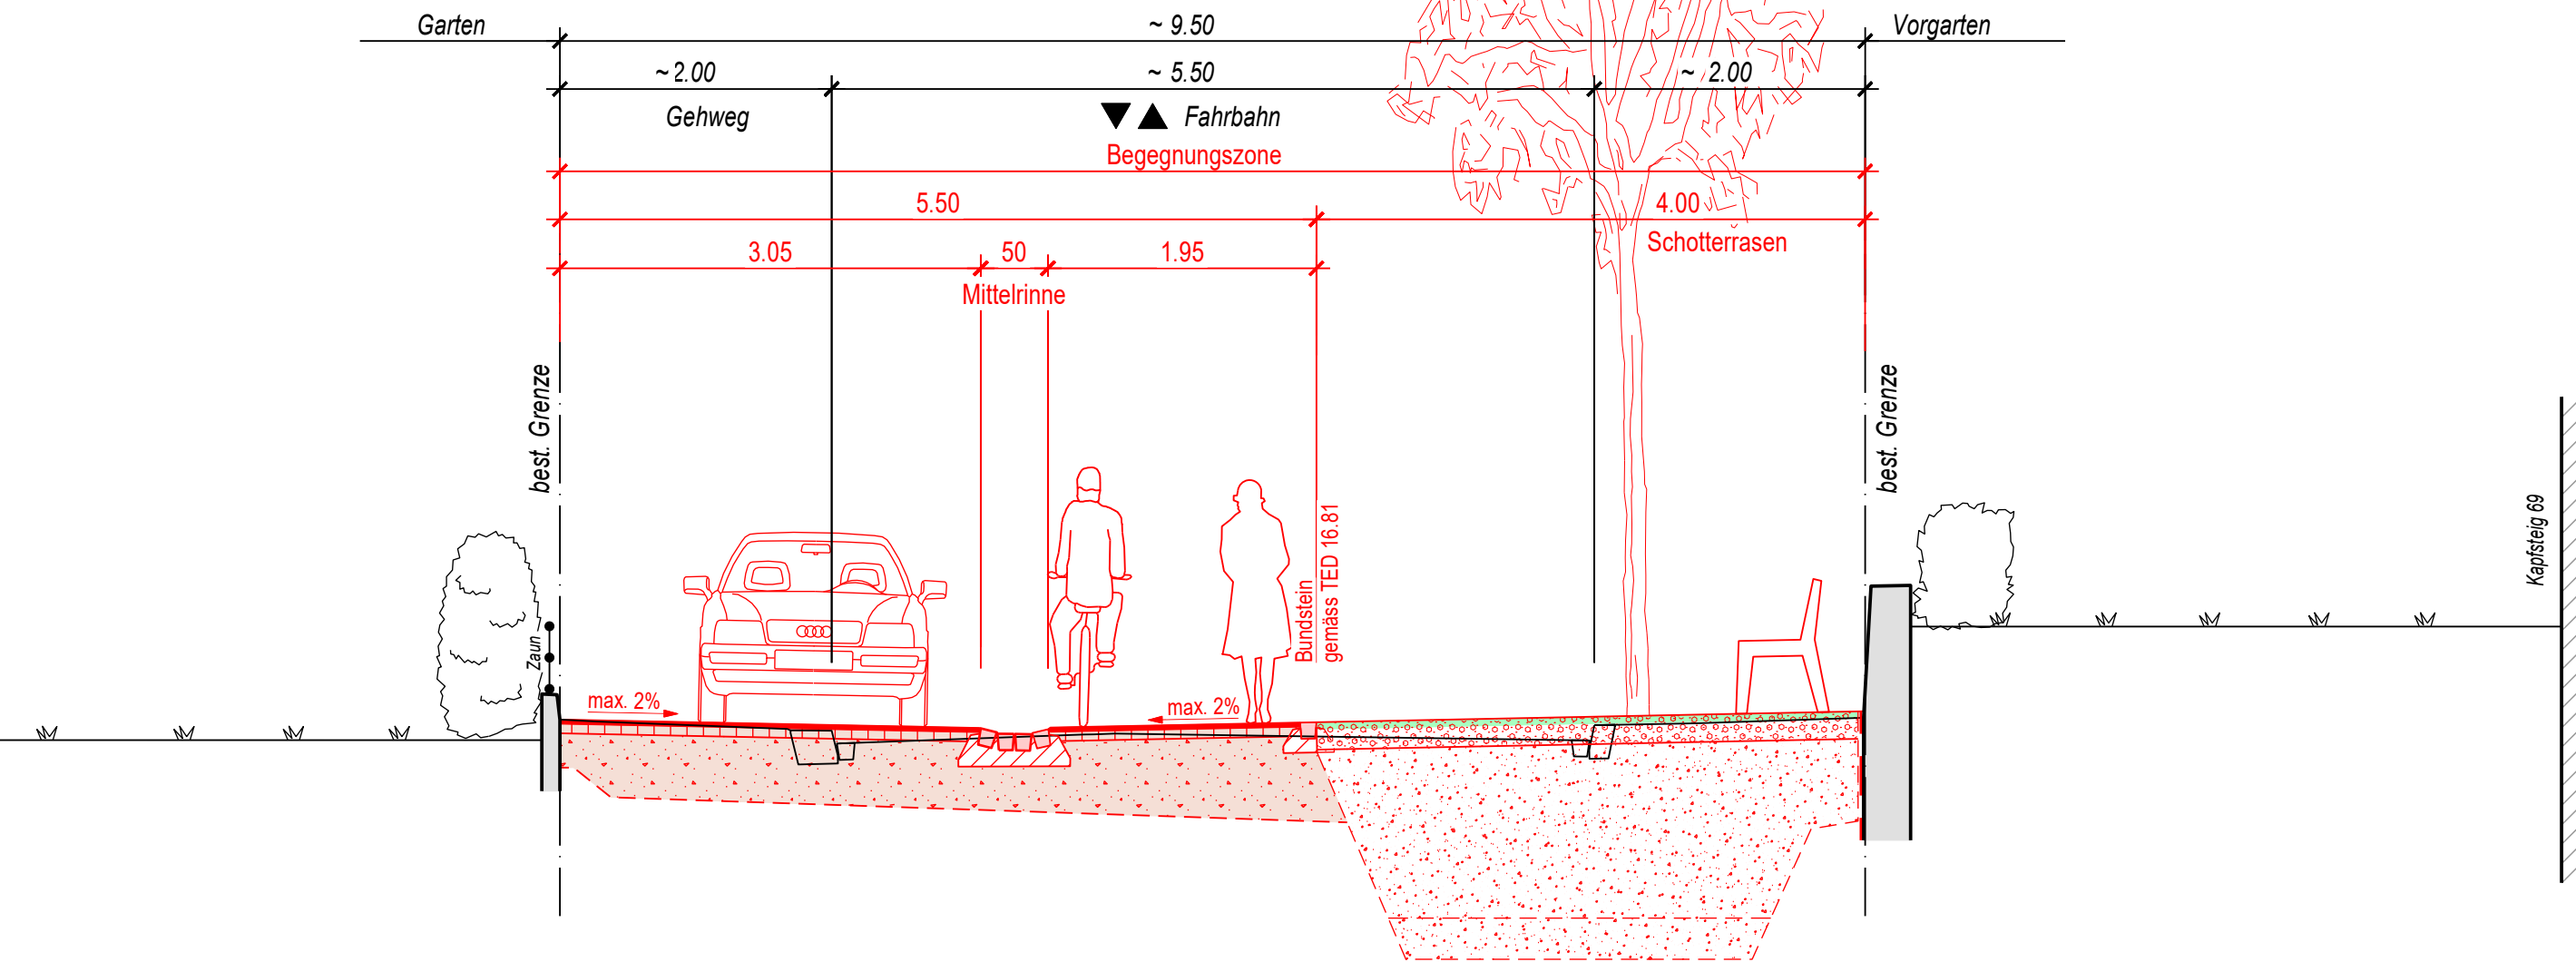 Garten
~ 9.50
Vorgarten
~ 2.00
~ 5.50
~ 2.00
Gehweg
▼▲ Fahrbahn
Begegnungszone
5.50
4.00
Schotterrasen
3.05
50
1.95
Mittelrinne
best. Grenze
best. Grenze
Kapfsteig 69
Bundstein
gemäss TED 16.81
Zaun
max. 2%
max. 2%